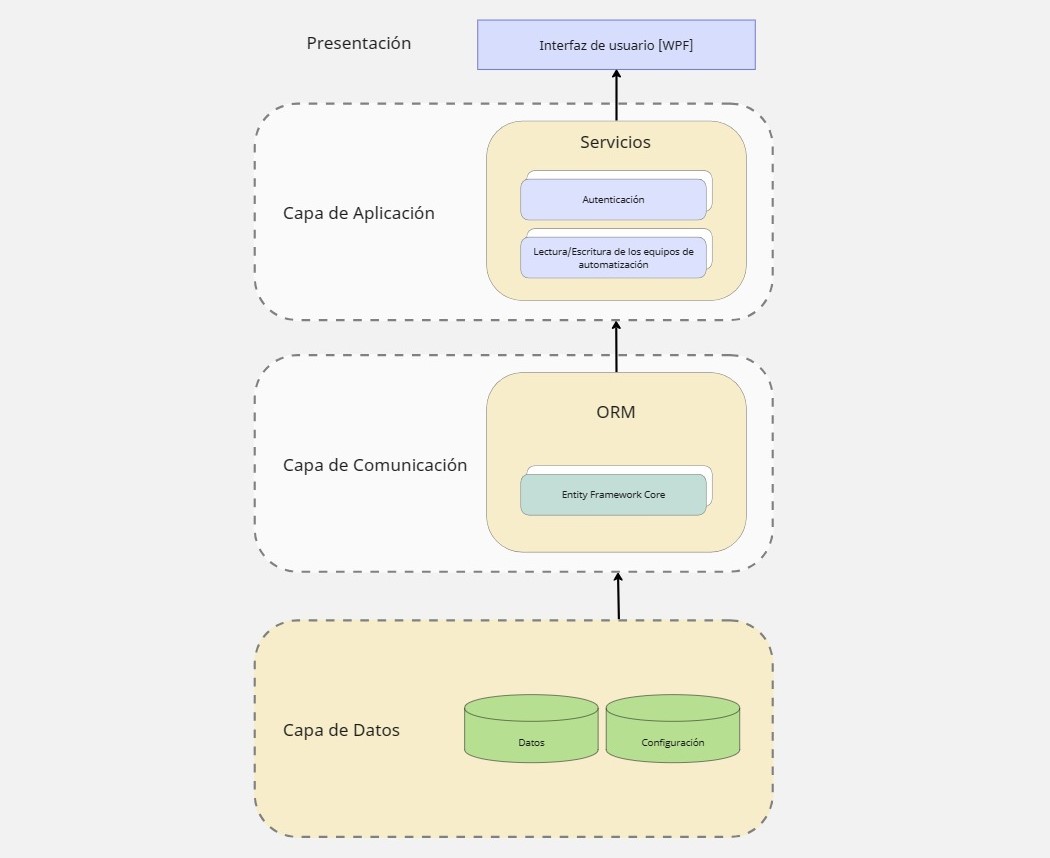 Presentación
Interfaz de usuario [WPF]
Servicios
Autenticación
Capa de Aplicación
Lectura/Escritura de los equipos de
automatización
ORM
Capa de Comunicación
Entity Framework Core
Capa de Datos
Datos
Configuración